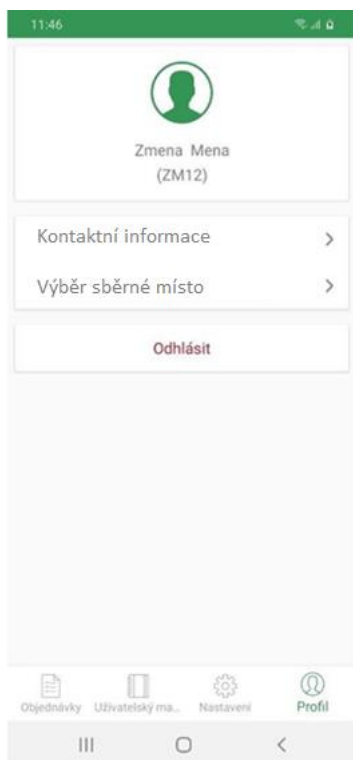 11:46
Zmena Mena
(ZM12)
Kontaktní informace
Výběr sběrné místo
Odhlásit
Objednávky Uživatelský ma... Nastavení Profil